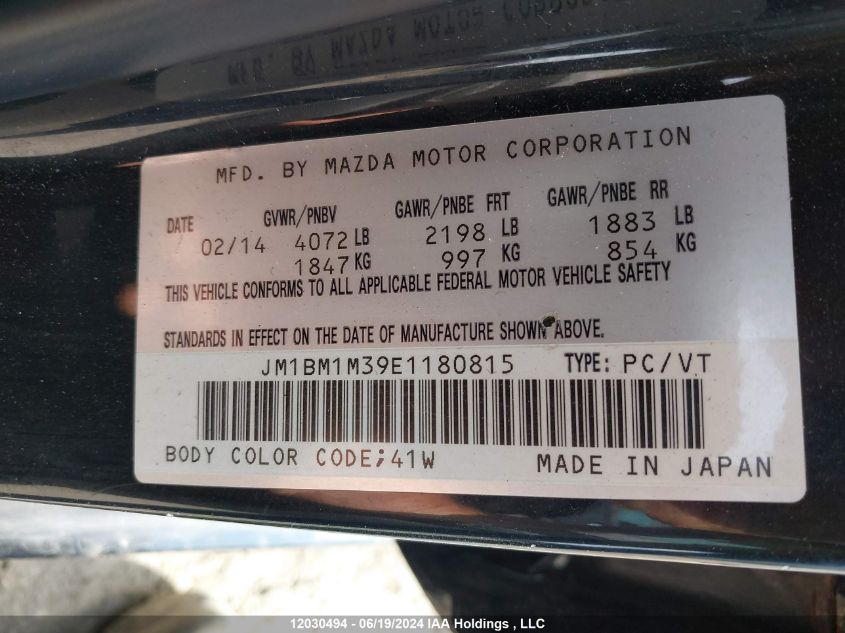 MFD. BY MAZDA MOTOR CORPORATION
DATE GVWR/PNBV GAWR/PNBE FRT GAWR/PNBE RR
02/14 4072 LB 2198 LB 1883 LB
1847 KG 997 KG 854 KG
THIS VEHICLE CONFORMS TO ALL APPLICABLE FEDERAL MOTOR VEHICLE SAFETY
STANDARDS IN EFFECT ON THE DATE OF MANUFACTURE SHOWN ABOVE.
JM1BM1M39E1180815 TYPE: PC/VT
BODY COLOR CODE;41W MADE IN JAPAN
12030494 - 06/19/2024 IAA Holdings , LLC